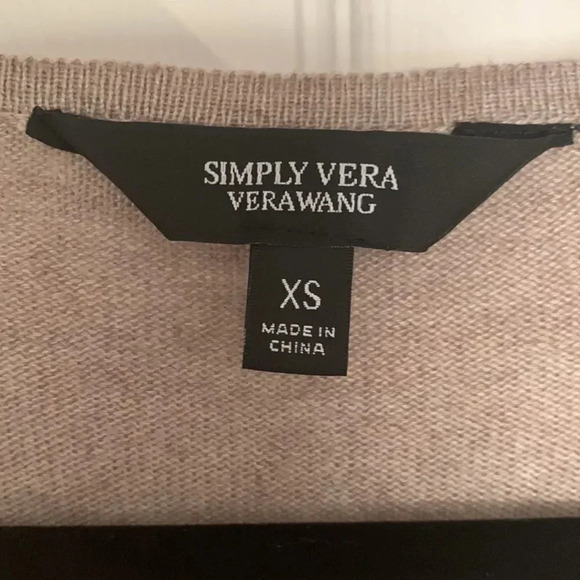 SIMPLY VERA
VERAWANG
XS
MADE IN
CHINA